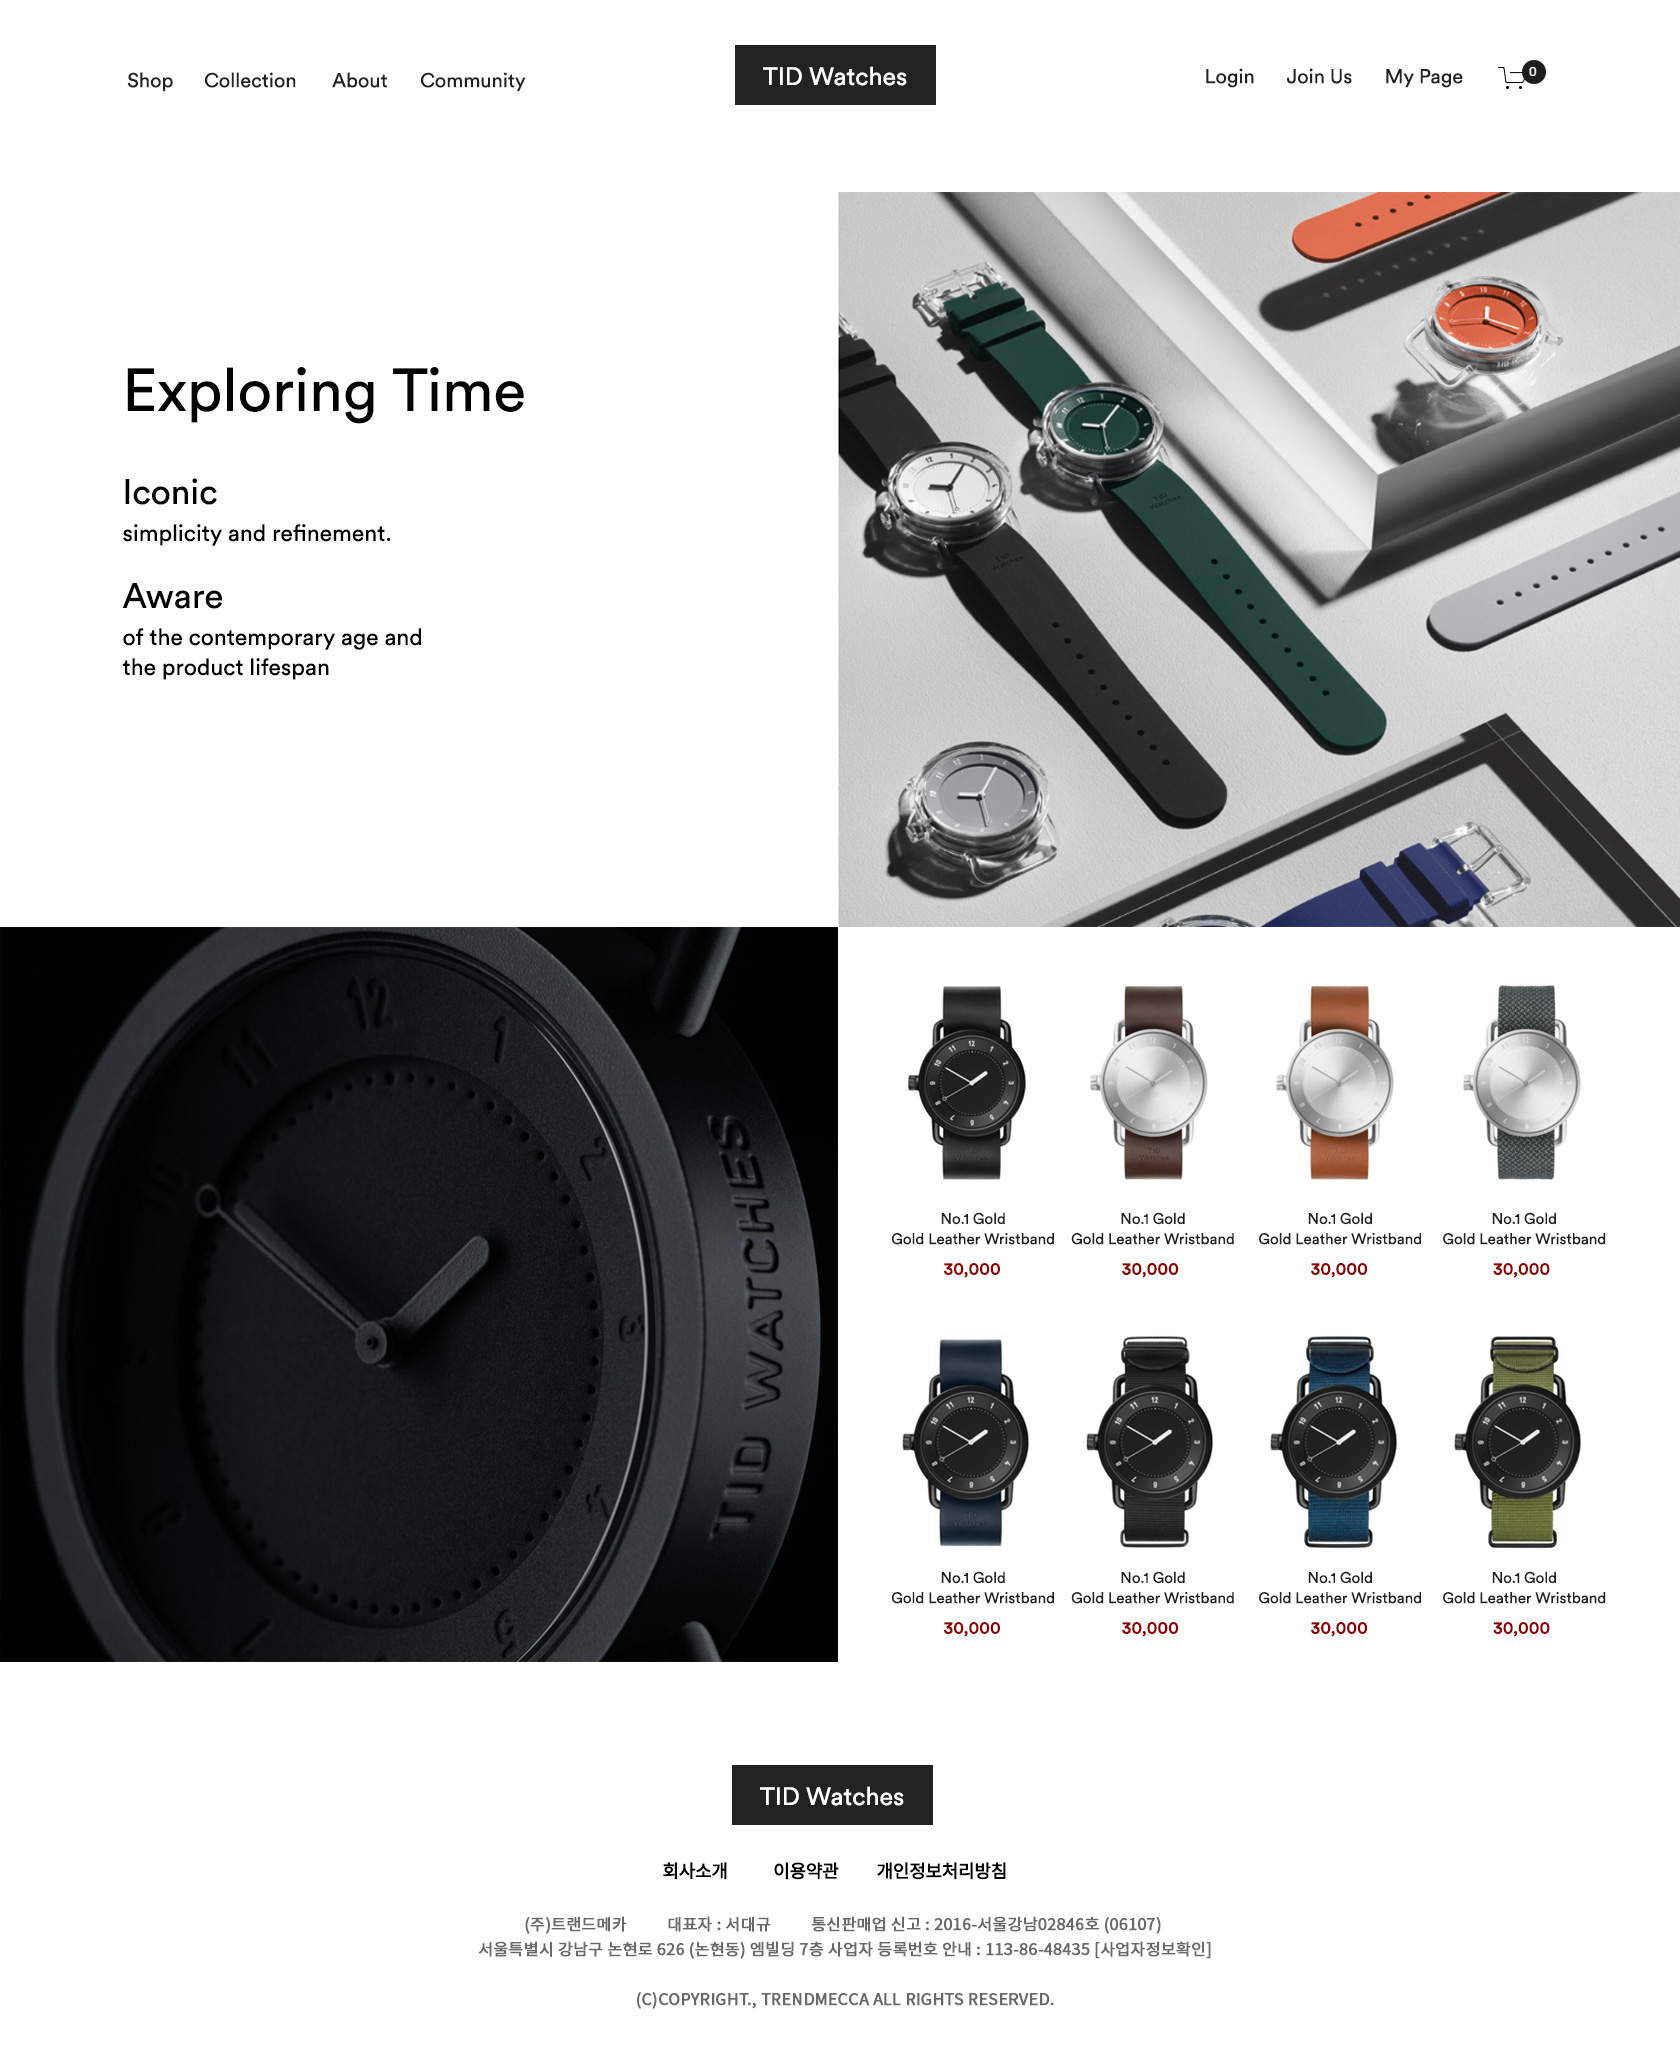 Shop Collection About Community
TID Watches
Login Join Us My Page 0
Exploring Time
Iconic
simplicity and refinement.
Aware
of the contemporary age and
the product lifespan
TID WATCHES
No.1 Gold
Gold Leather Wristband
30,000
No.1 Gold
Gold Leather Wristband
30,000
No.1 Gold
Gold Leather Wristband
30,000
No.1 Gold
Gold Leather Wristband
30,000
No.1 Gold
Gold Leather Wristband
30,000
No.1 Gold
Gold Leather Wristband
30,000
No.1 Gold
Gold Leather Wristband
30,000
No.1 Gold
Gold Leather Wristband
30,000
TID Watches
회사소개 이용약관 개인정보처리방침
(주)트랜드메카 대표자 : 서대규 통신판매업 신고 : 2016-서울강남02846호 (06107)
서울특별시 강남구 논현로 626 (논현동) 엠빌딩 7층 사업자 등록번호 안내 : 113-86-48435 [사업자정보확인]
(C)COPYRIGHT., TRENDMECCA ALL RIGHTS RESERVED.